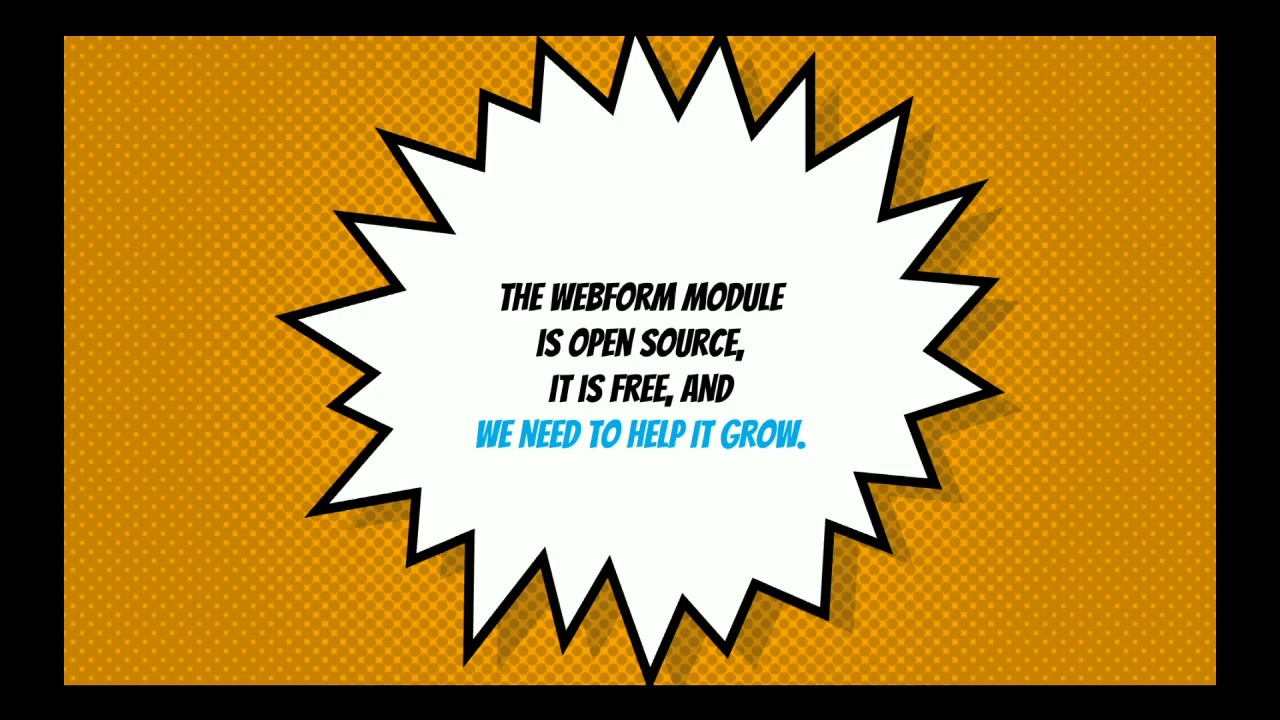 THE WEBFORM MODULE
IS OPEN SOURCE,
IT IS FREE, AND
WE NEED TO HELP IT GROW.